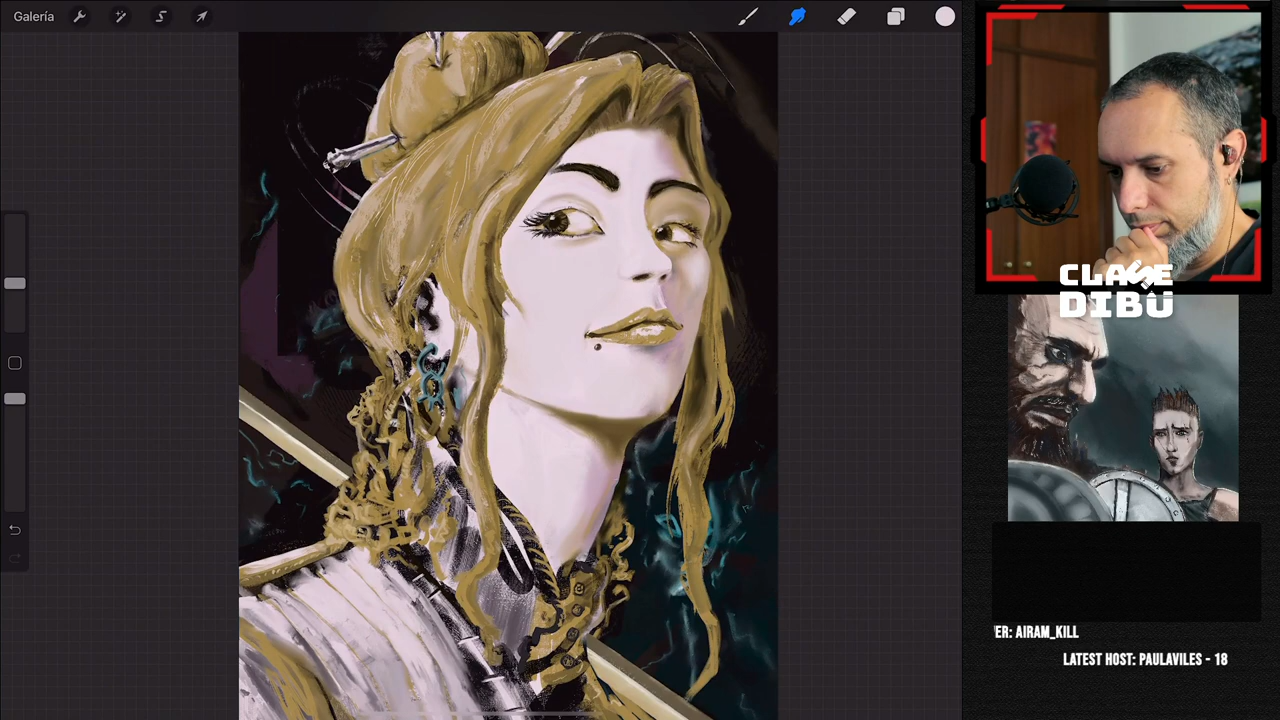 Galería
CLASE
DIBU
ER: AIRAM_KILL
LATEST HOST: PAULAVILES - 18